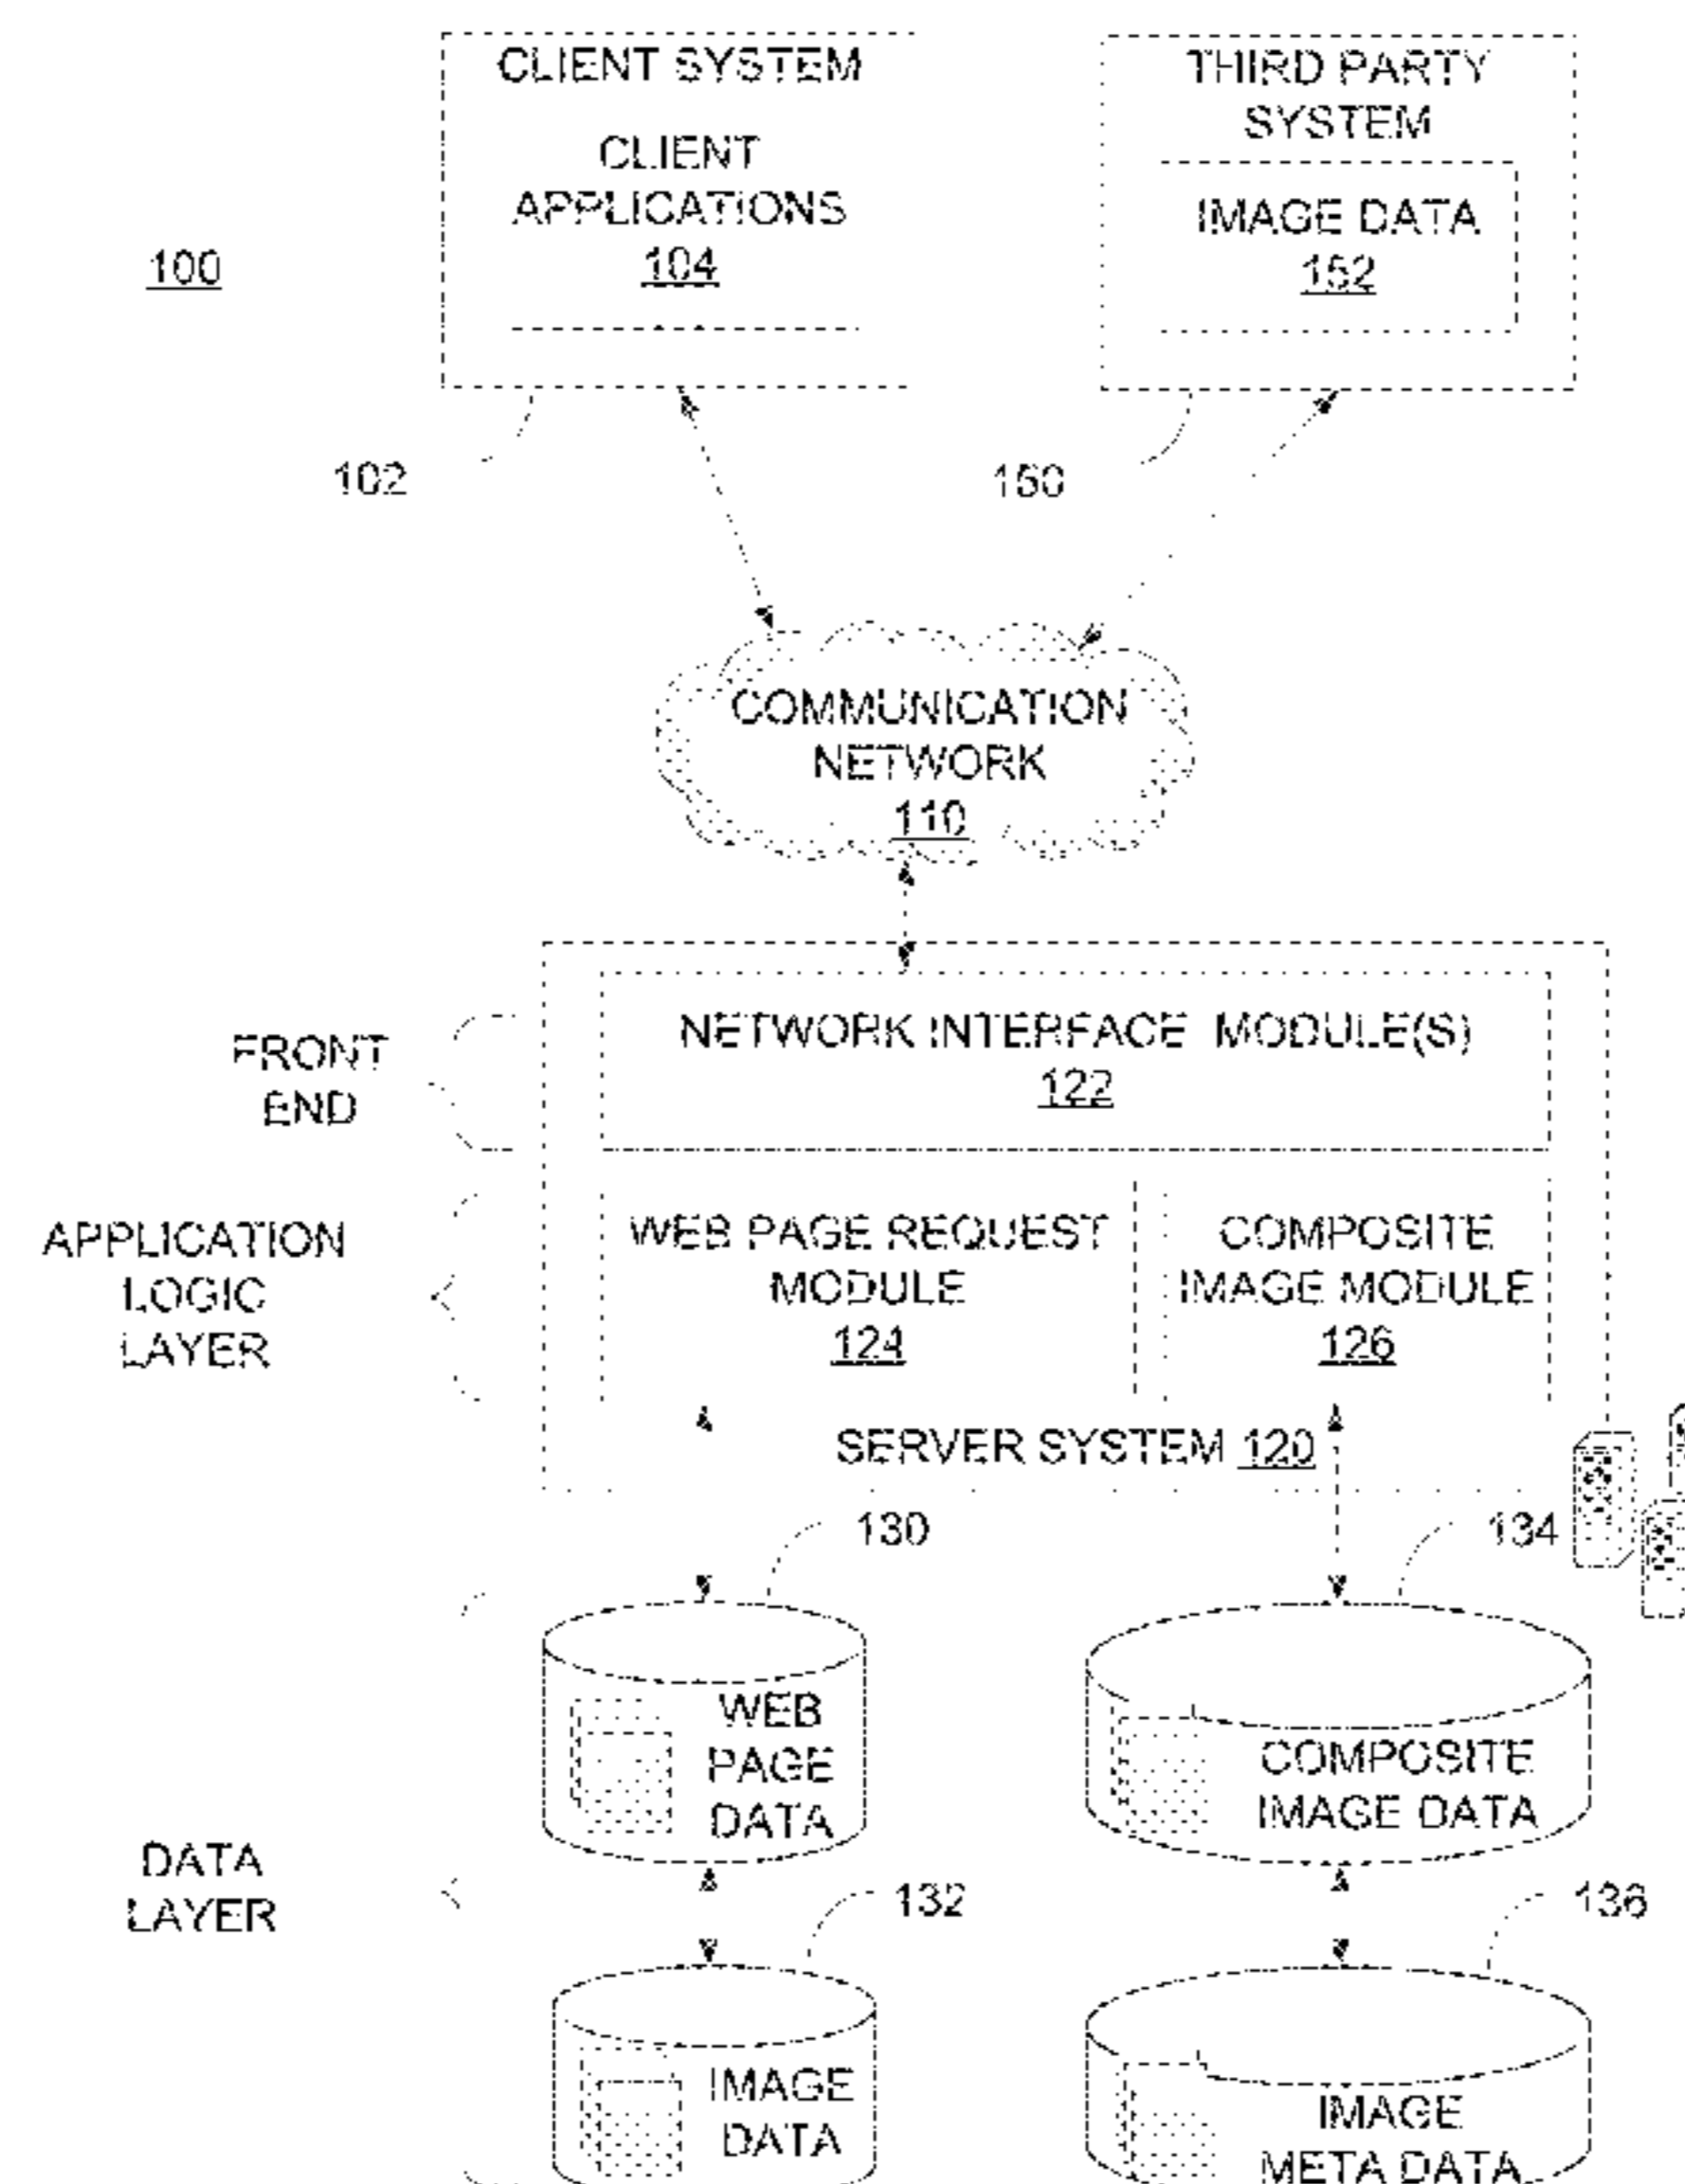 CLIENT SYSTEM
CLIENT
APPLICATIONS
104
THIRD PARTY
SYSTEM
IMAGE DATA
152
100
102
150
COMMUNICATION
NETWORK
110
FRONT
END
NETWORK INTERFACE MODULE(S)
122
APPLICATION
LOGIC
LAYER
WEB PAGE REQUEST
MODULE
124
COMPOSITE
IMAGE MODULE
126
SERVER SYSTEM 120
130
134
WEB
PAGE
DATA
COMPOSITE
IMAGE DATA
DATA
LAYER
132
136
IMAGE
DATA
IMAGE
META DATA